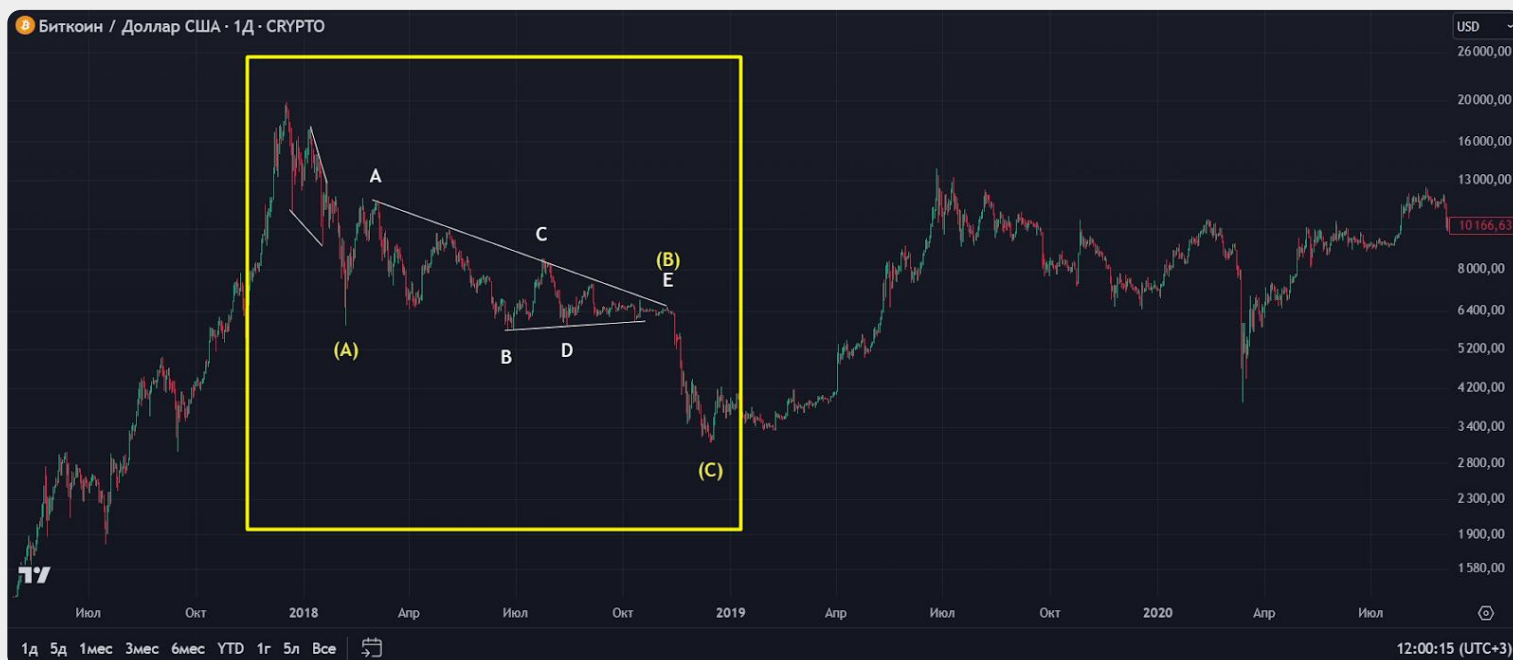 Биткоин / Доллар США · 1Д · CRYPTO
USD
26 000,00
20 000,00
16 000,00
13 000,00
10 166,63
8 000,00
6 400,00
5 200,00
4 200,00
3 400,00
2 800,00
2 300,00
1 900,00
1 580,00
A
C
(B)
E
(A)
B
D
(C)
Июл
Окт
2018
Апр
Июл
Окт
2019
Апр
Июл
Окт
2020
Апр
Июл
1д 5д 1мес 3мес 6мес YTD 1г 5л Все
12:00:15 (UTC+3)